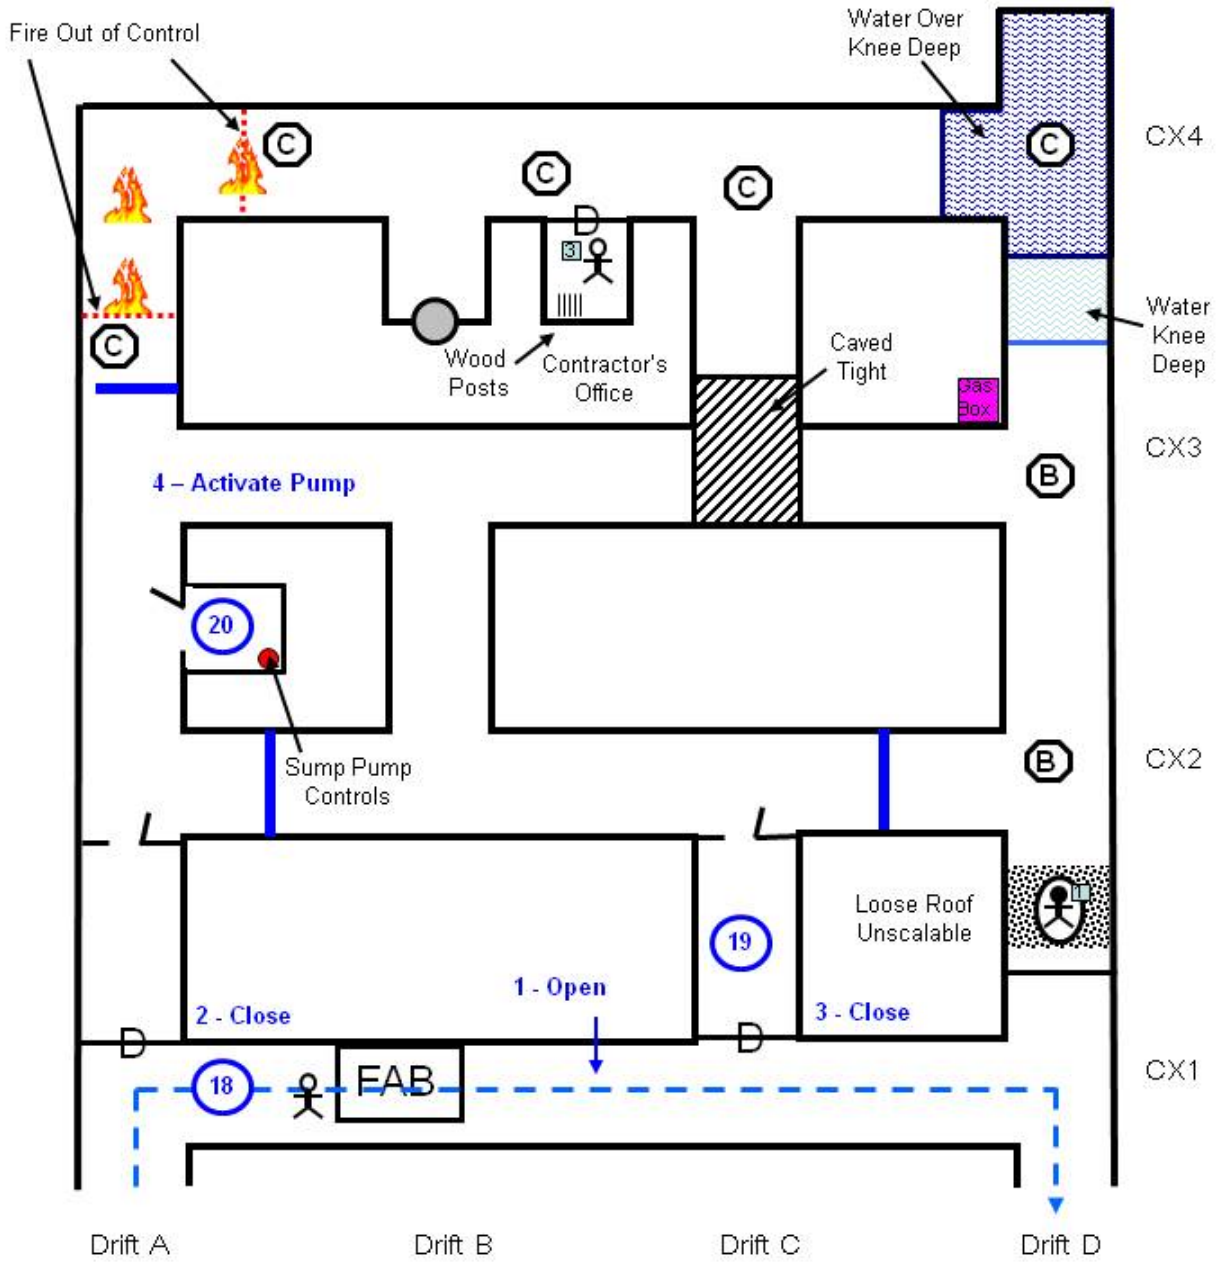 Water Over
Knee Deep
Fire Out of Control
C
C
C
C
CX4
D
3
C
Water
Knee
Deep
Caved
Tight
Wood
Posts
Contractor's
Office
Gas
Box
CX3
B
4 – Activate Pump
20
Sump Pump
Controls
B
CX2
1
Loose Roof
Unscalable
19
1 - Open
2 - Close
3 - Close
D
D
18
FAB
CX1
Drift A
Drift B
Drift C
Drift D